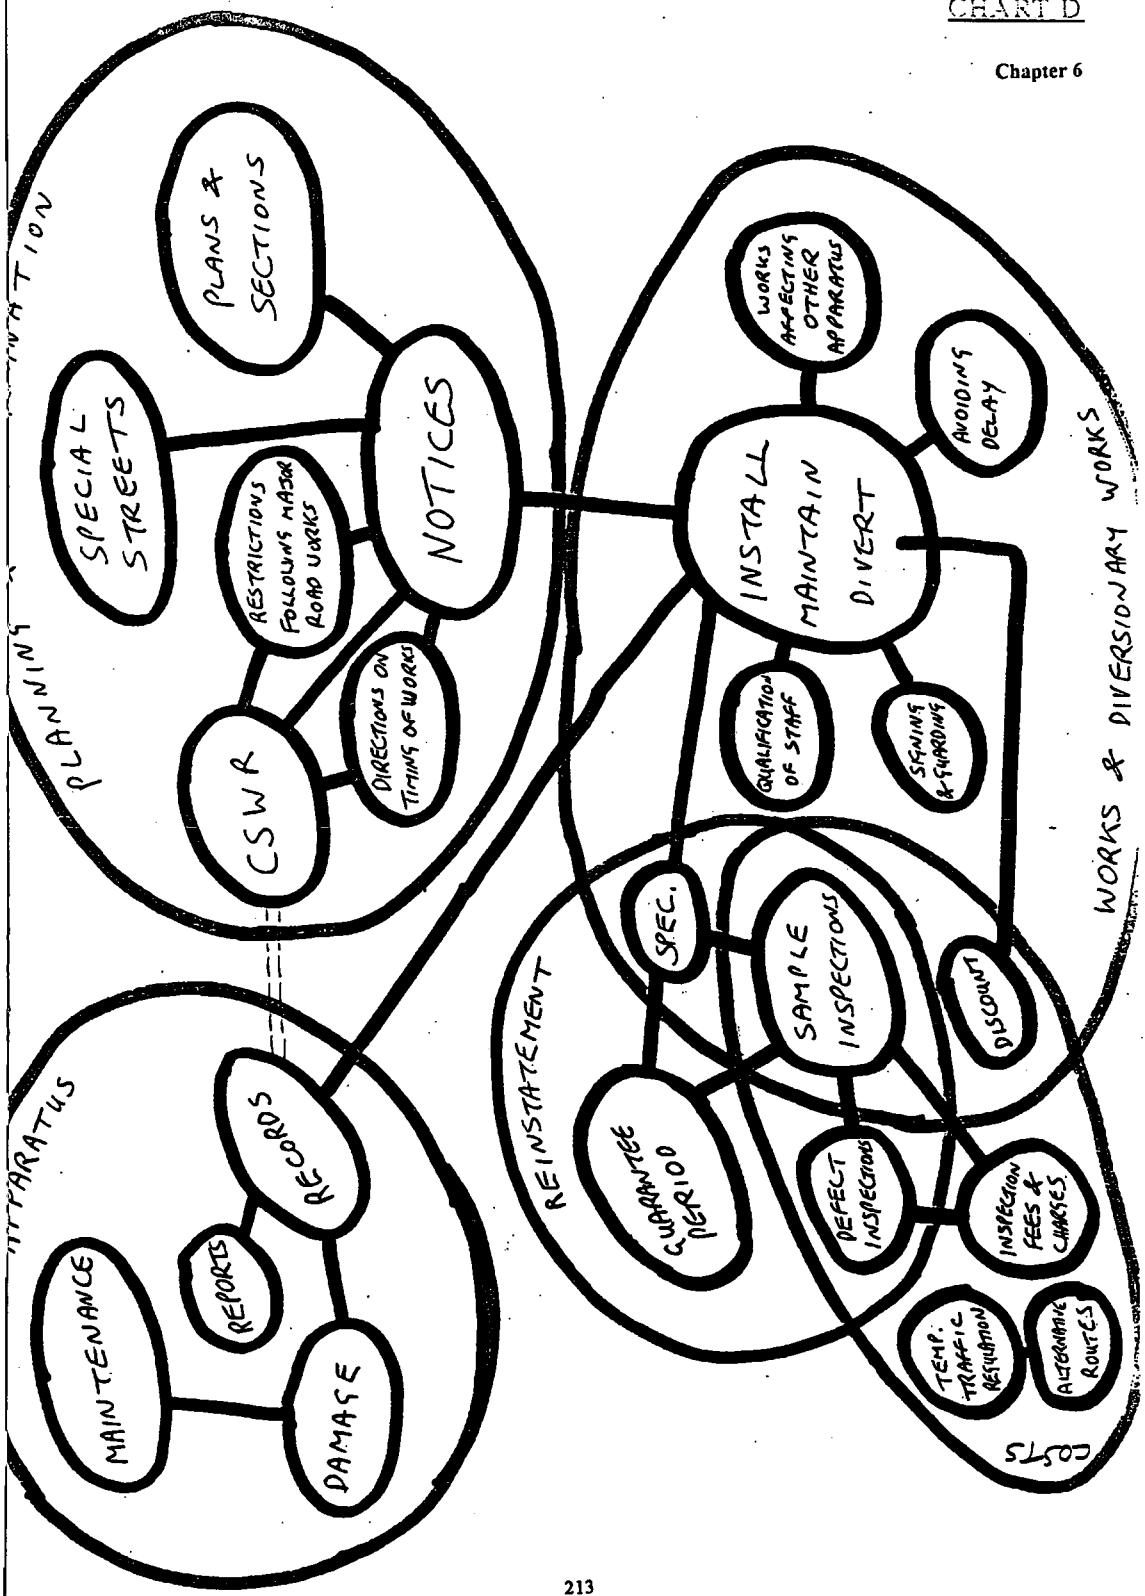 CHART D
Chapter 6
PLANNING &
PLANS &
SECTIONS
SPECIAL
STREETS
RESTRICTIONS
FOLLOWING MAJOR
ROAD WORKS
NOTICES
CSWR
DIRECTIONS ON
TIMING OF WORKS
APPARATUS
MAINTENANCE
REPORTS
RECORDS
DAMAGE
WORKS & DIVERSIONARY WORKS
WORKS
AFFECTING
OTHER
APPARATUS
AVOIDING
DELAY
INSTALL
MAINTAIN
DIVERT
QUALIFICATION
OF STAFF
SIGNING
& GUARDING
REINSTATEMENT
SPEC.
SAMPLE
INSPECTIONS
GUARANTEE
PERIOD
DEFECT
INSPECTIONS
DISCOUNT
INSPECTION
FEES &
CHARGES
TEMP.
TRAFFIC
REGULATION
ALTERNATIVE
ROUTES
COSTS
213